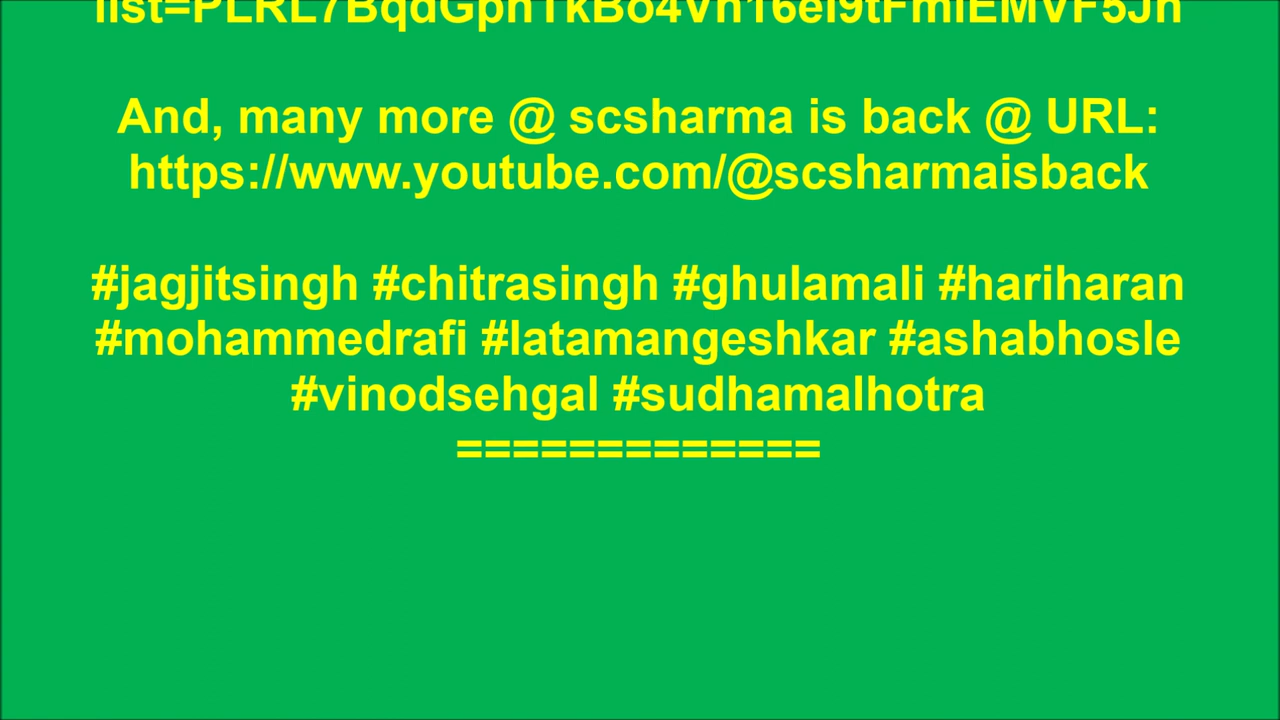 And, many more @ scsharma is back @ URL:
https://www.youtube.com/@scsharmaisback
#jagjitsingh #chitrasingh #ghulamali #hariharan
#mohammedrafi #latamangeshkar #ashabhosle
#vinodsehgal #sudhamalhotra
=============